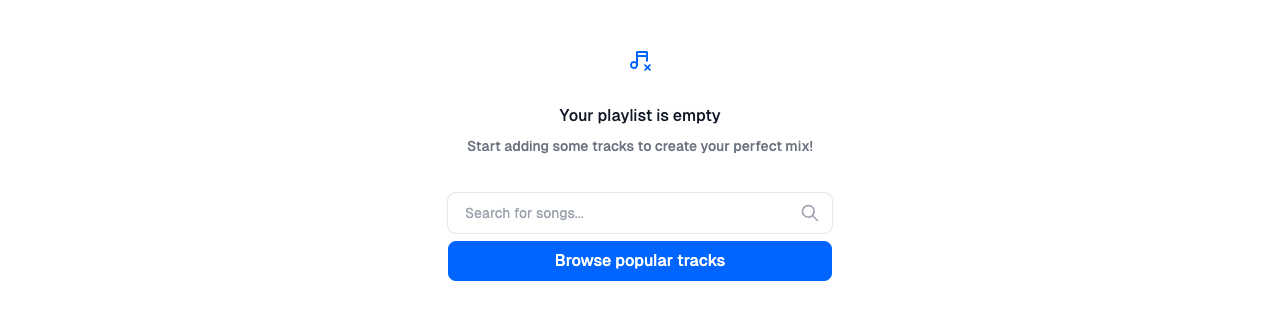 Your playlist is empty
Start adding some tracks to create your perfect mix!
Search for songs...
Browse popular tracks